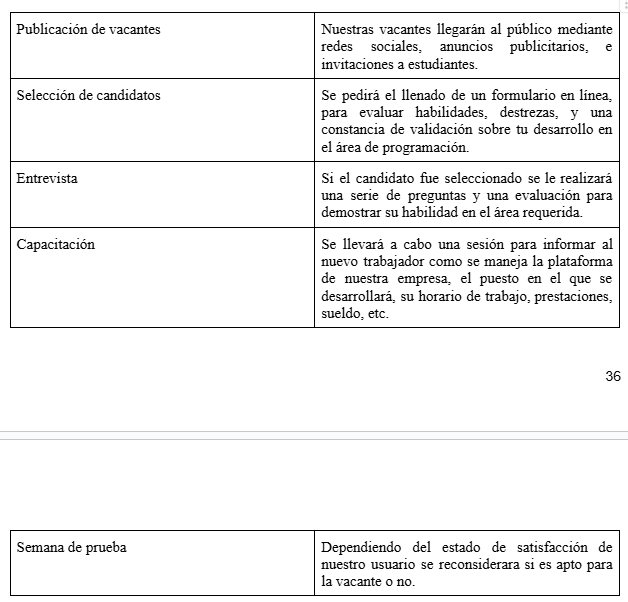 Publicación de vacantes
Nuestras vacantes llegarán al público mediante
redes sociales, anuncios publicitarios, e
invitaciones a estudiantes.
Selección de candidatos
Se pedirá el llenado de un formulario en línea,
para evaluar habilidades, destrezas, y una
constancia de validación sobre tu desarrollo en
el área de programación.
Entrevista
Si el candidato fue seleccionado se le realizará
una serie de preguntas y una evaluación para
demostrar su habilidad en el área requerida.
Capacitación
Se llevará a cabo una sesión para informar al
nuevo trabajador como se maneja la plataforma
de nuestra empresa, el puesto en el que se
desarrollará, su horario de trabajo, prestaciones,
sueldo, etc.
36
Semana de prueba
Dependiendo del estado de satisfacción de
nuestro usuario se reconsiderara si es apto para
la vacante o no.